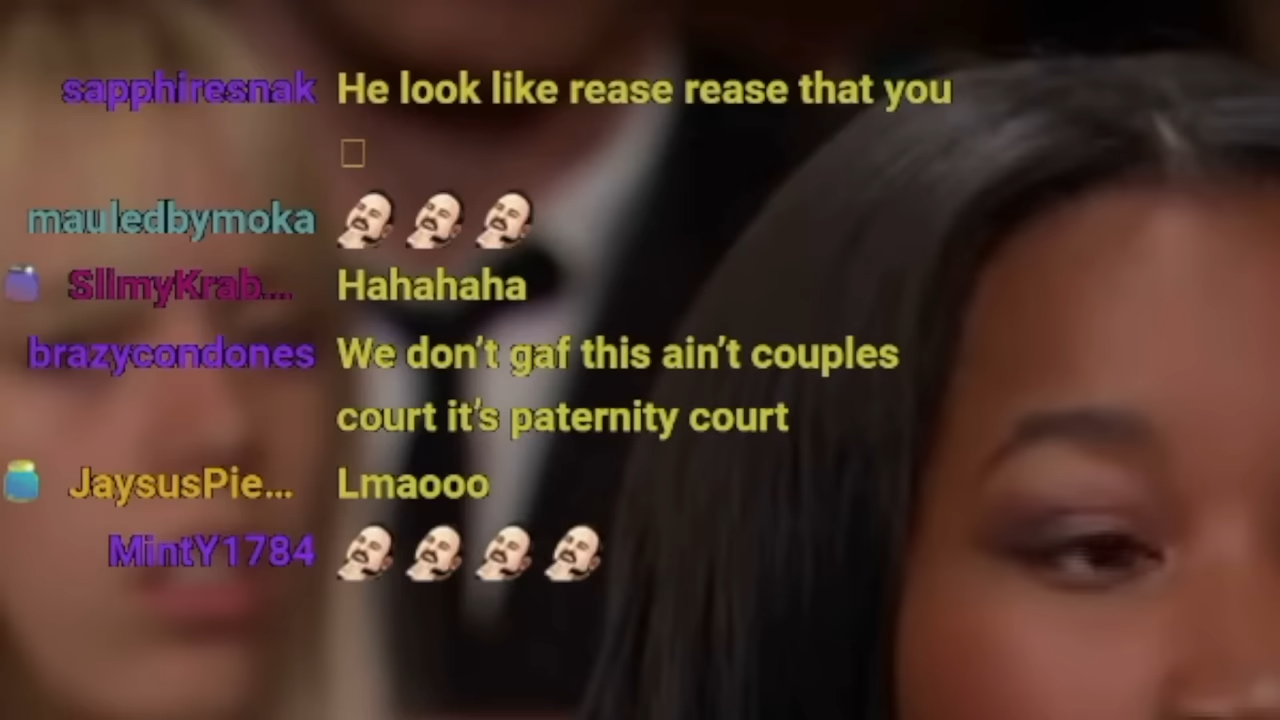 sapphiresnak He look like rease rease that you
mauledbymoka
SlimyKrab... Hahahaha
brazycondones We don’t gaf this ain’t couples
court it’s paternity court
JaysusPie... Lmaooo
MintY1784